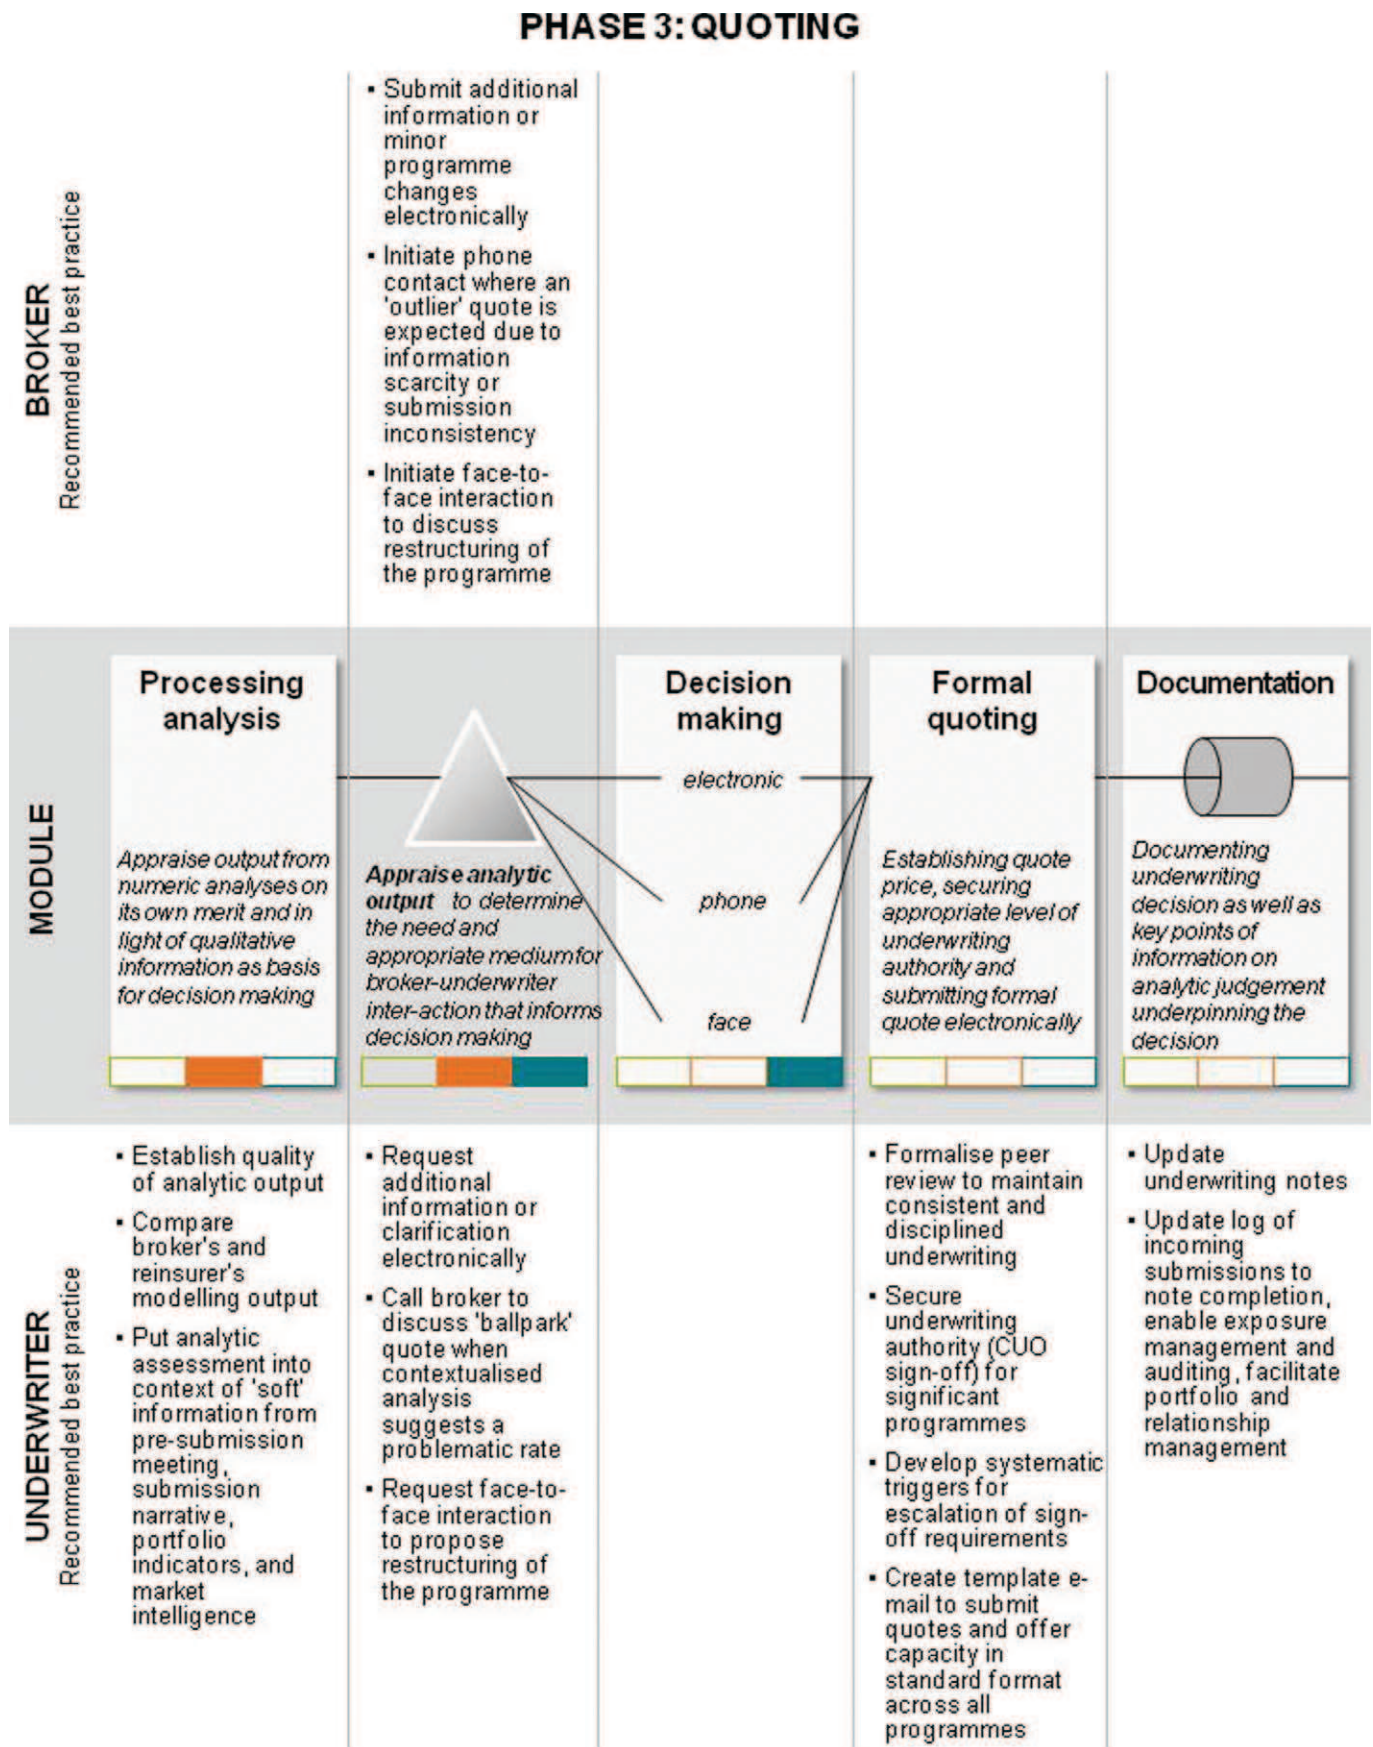 PHASE 3: QUOTING
BROKER
Recommended best practice
▪ Submit additional
information or
minor
programme
changes
electronically
▪ Initiate phone
contact where an
'outlier' quote is
expected due to
information
scarcity or
submission
inconsistency
▪ Initiate face-to-
face interaction
to discuss
restructuring of
the programme
MODULE
Processing
analysis
Appraise output from
numeric analyses on
its own merit and in
light of qualitative
information as basis
for decision making
Appraise analytic
output to determine
the need and
appropriate medium for
broker-underwriter
inter-action that informs
decision making
Decision
making
electronic
phone
face
Formal
quoting
Establishing quote
price, securing
appropriate level of
underwriting
authority and
submitting formal
quote electronically
Documentation
Documenting
underwriting
decision as well as
key points of
information on
analytic judgement
underpinning the
decision
UNDERWRITER
Recommended best practice
▪ Establish quality
of analytic output
▪ Compare
broker's and
reinsurer's
modelling output
▪ Put analytic
assessment into
context of 'soft'
information from
pre-submission
meeting,
submission
narrative,
portfolio
indicators, and
market
intelligence
▪ Request
additional
information or
clarification
electronically
▪ Call broker to
discuss 'ballpark'
quote when
contextualised
analysis
suggests a
problematic rate
▪ Request face-to-
face interaction
to propose
restructuring of
the programme
▪ Formalise peer
review to maintain
consistent and
disciplined
underwriting
▪ Secure
underwriting
authority (CUO
sign-off) for
significant
programmes
▪ Develop systematic
triggers for
escalation of sign-
off requirements
▪ Create template e-
mail to submit
quotes and offer
capacity in
standard format
across all
programmes
▪ Update
underwriting notes
▪ Update log of
incoming
submissions to
note completion,
enable exposure
management and
auditing, facilitate
portfolio and
relationship
management